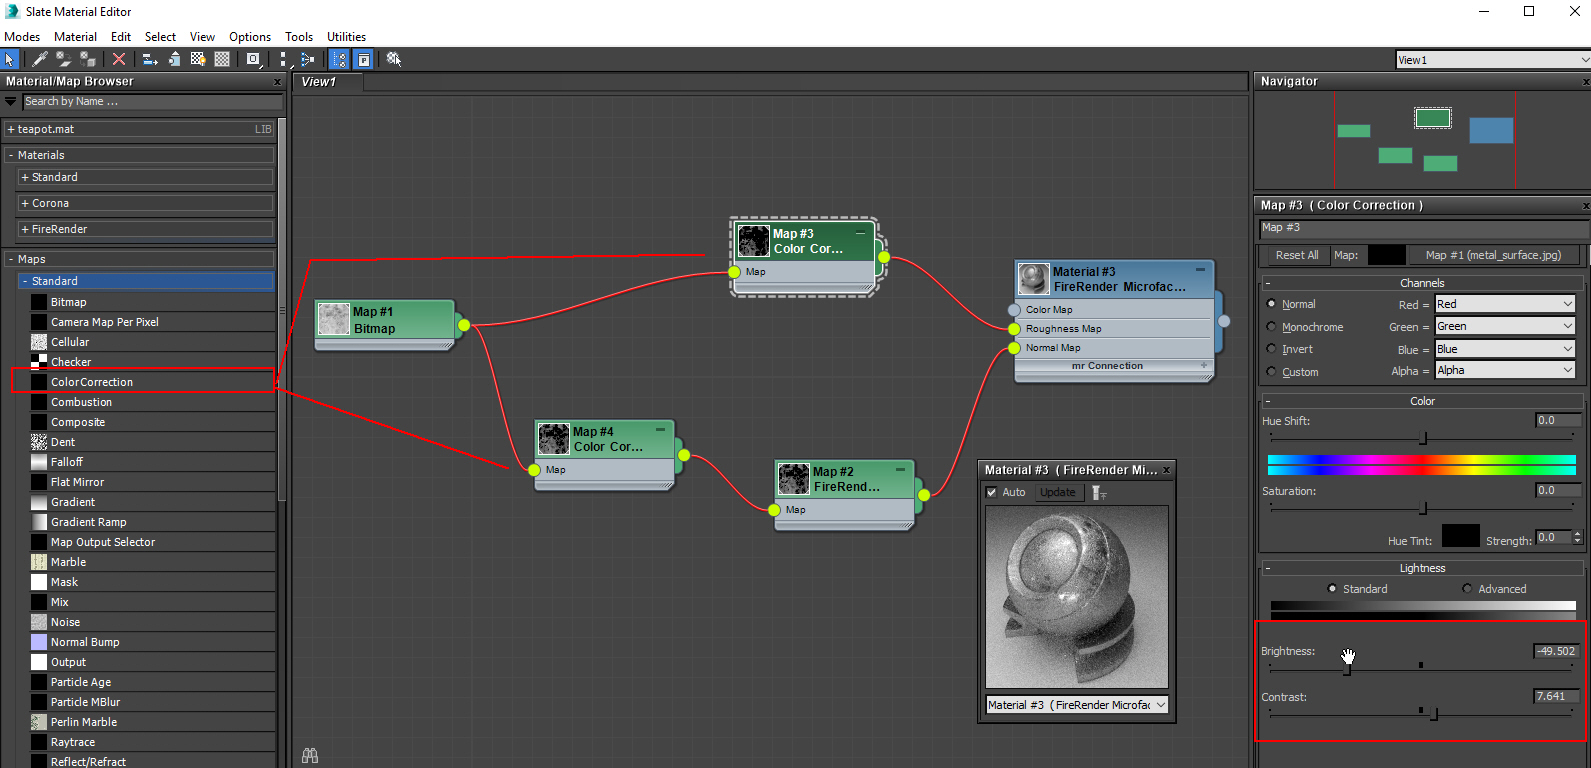 Slate Material Editor
Modes Material Edit Select View Options Tools Utilities
View1
Material/Map Browser
Search by Name ...
+ teapot.mat LIB
- Materials
+ Standard
+ Corona
+ FireRender
- Maps
- Standard
Bitmap
Camera Map Per Pixel
Cellular
Checker
Color Correction
Combustion
Composite
Dent
Falloff
Flat Mirror
Gradient
Gradient Ramp
Map Output Selector
Marble
Mask
Mix
Noise
Normal Bump
Output
Particle Age
Particle MBlur
Perlin Marble
Raytrace
Reflect/Refract
View1
Map #1
Bitmap
Map #3
Color Cor...
Map
Map #4
Color Cor...
Map
Map #2
FireRend...
Map
Material #3
FireRender Microfac...
Color Map
Roughness Map
Normal Map
mr Connection +
Material #3 ( FireRender Mi... x
Auto Update
Material #3 ( FireRender Microfac
Navigator
Map #3 ( Color Correction )
Map #3
Reset All Map: Map #1 (metal_surface.jpg)
- Channels
Normal Red = Red
Monochrome Green = Green
Invert Blue = Blue
Custom Alpha = Alpha
- Color
Hue Shift: 0.0
Saturation: 0.0
Hue Tint: Strength: 0.0
- Lightness
Standard Advanced
Brightness: -49.502
Contrast: 7.641